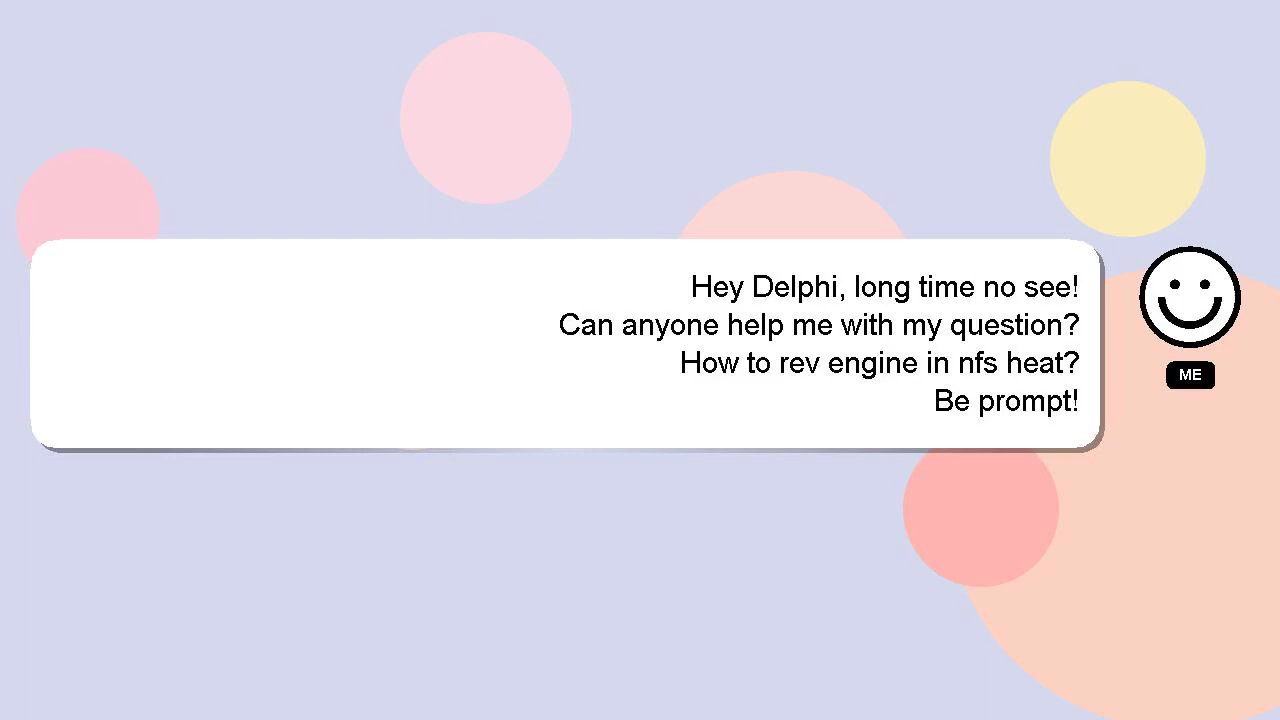 Hey Delphi, long time no see!
Can anyone help me with my question?
How to rev engine in nfs heat?
Be prompt!
ME